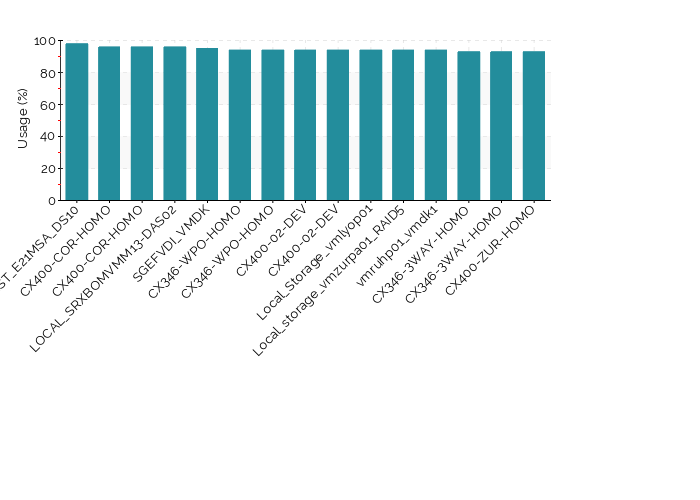 Usage (%)
100
80
60
40
20
0
ST_E21MSA_DS10
CX400-COR-HOMO
CX400-COR-HOMO
LOCAL_SRXBOMVMM13-DAS02
SGEFVDI_VMDK
CX346-WPO-HOMO
CX346-WPO-HOMO
CX400-02-DEV
CX400-02-DEV
Local_Storage_vmlyop01
Local_storage_vmzurpa01_RAID5
vmruhp01_vmdk1
CX346-3WAY-HOMO
CX346-3WAY-HOMO
CX400-ZUR-HOMO